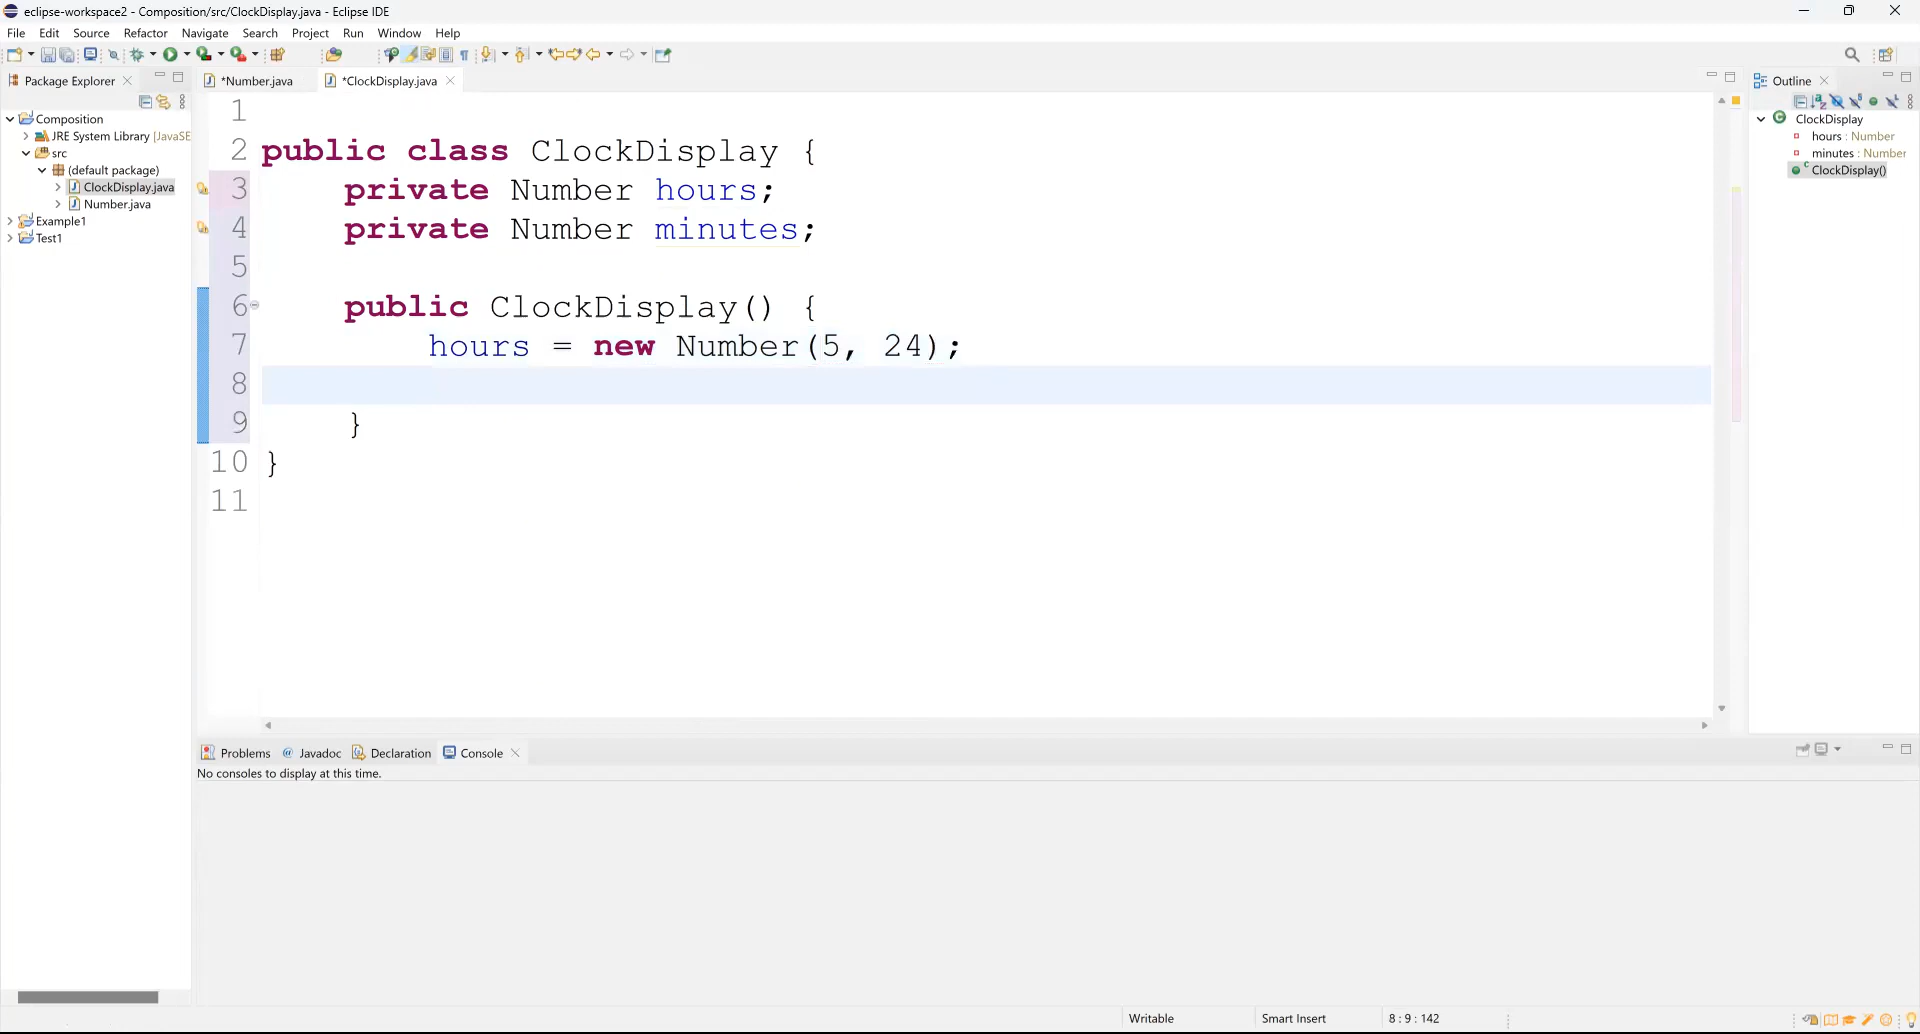 eclipse-workspace2 - Composition/src/ClockDisplay.java - Eclipse IDE
File Edit Source Refactor Navigate Search Project Run Window Help
Package Explorer
*Number.java
*ClockDisplay.java
Outline
Composition
JRE System Library [JavaSE
src
(default package)
ClockDisplay.java
Number.java
Example1
Test1
1
2 public class ClockDisplay {
3 private Number hours;
4 private Number minutes;
5
6 public ClockDisplay() {
7 hours = new Number(5, 24);
8
9 }
10 }
11
ClockDisplay
hours : Number
minutes : Number
ClockDisplay()
Problems Javadoc Declaration Console
No consoles to display at this time.
Writable Smart Insert 8 : 9 : 142